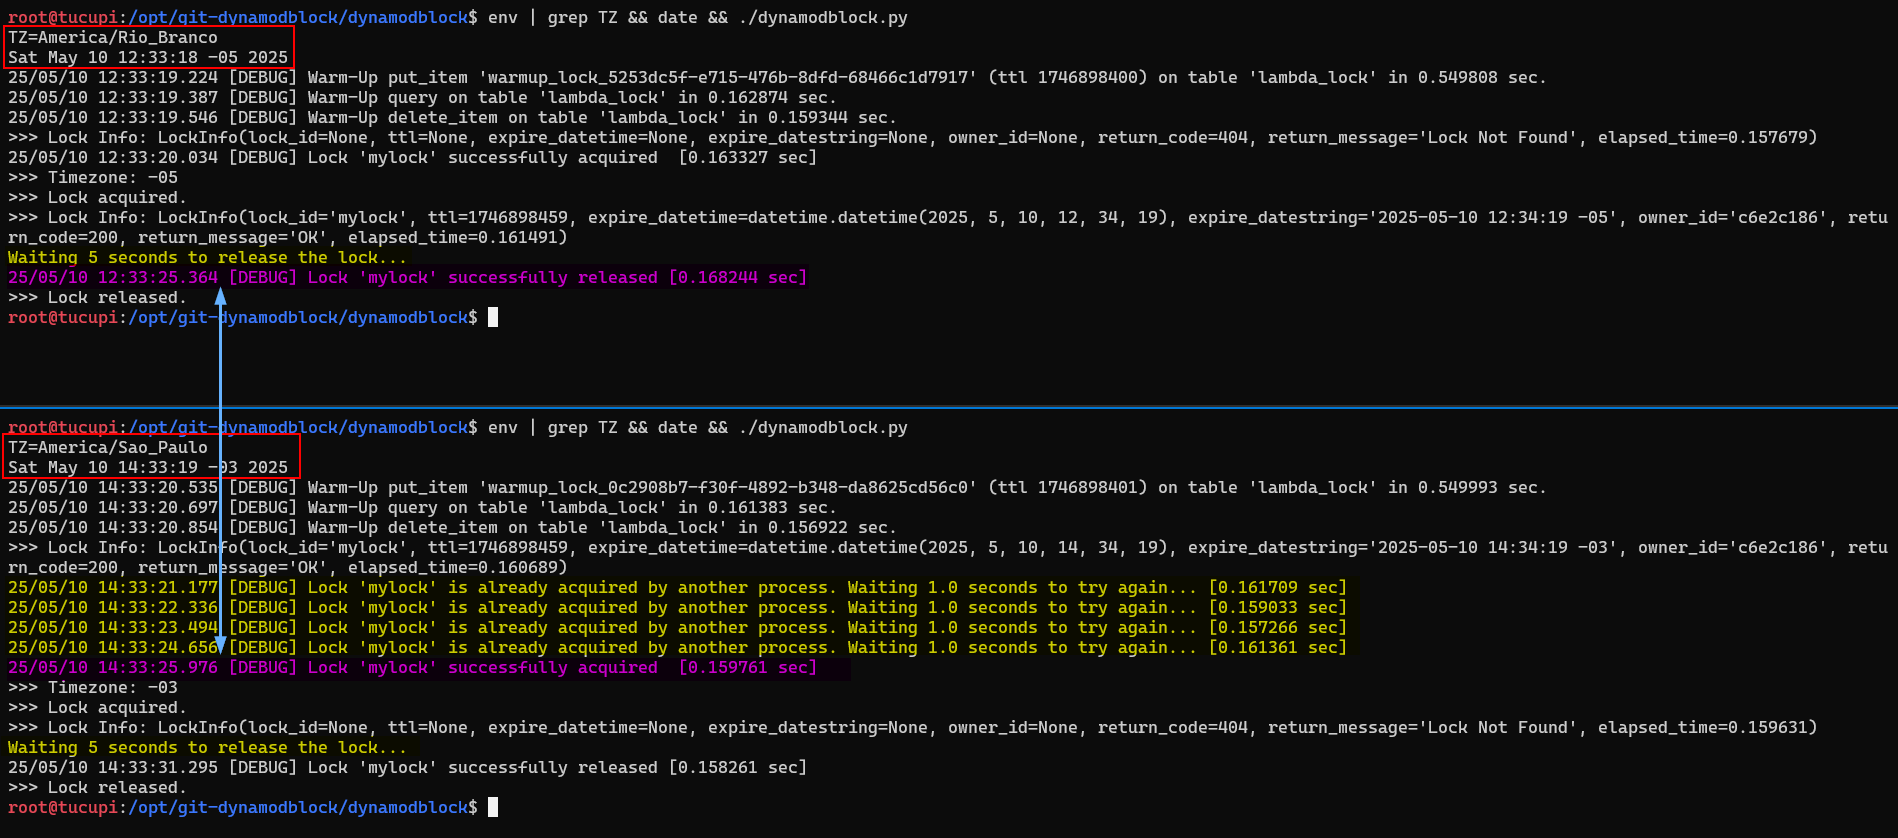 root@tucupi:/opt/git-dynamodblock/dynamodblock$ env | grep TZ && date && ./dynamodblock.py
TZ=America/Rio_Branco
Sat May 10 12:33:18 -05 2025
25/05/10 12:33:19.224 [DEBUG] Warm-Up put_item 'warmup_lock_5253dc5f-e715-476b-8dfd-68466c1d7917' (ttl 1746898400) on table 'lambda_lock' in 0.549808 sec.
25/05/10 12:33:19.387 [DEBUG] Warm-Up query on table 'lambda_lock' in 0.162874 sec.
25/05/10 12:33:19.546 [DEBUG] Warm-Up delete_item on table 'lambda_lock' in 0.159344 sec.
>>> Lock Info: LockInfo(lock_id=None, ttl=None, expire_datetime=None, expire_datestring=None, owner_id=None, return_code=404, return_message='Lock Not Found', elapsed_time=0.157679)
25/05/10 12:33:20.034 [DEBUG] Lock 'mylock' successfully acquired  [0.163327 sec]
>>> Timezone: -05
>>> Lock acquired.
>>> Lock Info: LockInfo(lock_id='mylock', ttl=1746898459, expire_datetime=datetime.datetime(2025, 5, 10, 12, 34, 19), expire_datestring='2025-05-10 12:34:19 -05', owner_id='c6e2c186', retu
rn_code=200, return_message='OK', elapsed_time=0.161491)
Waiting 5 seconds to release the lock...
25/05/10 12:33:25.364 [DEBUG] Lock 'mylock' successfully released [0.168244 sec]
>>> Lock released.
root@tucupi:/opt/git-dynamodblock/dynamodblock$
root@tucupi:/opt/git-dynamodblock/dynamodblock$ env | grep TZ && date && ./dynamodblock.py
TZ=America/Sao_Paulo
Sat May 10 14:33:19 -03 2025
25/05/10 14:33:20.535 [DEBUG] Warm-Up put_item 'warmup_lock_0c2908b7-f30f-4892-b348-da8625cd56c0' (ttl 1746898401) on table 'lambda_lock' in 0.549993 sec.
25/05/10 14:33:20.697 [DEBUG] Warm-Up query on table 'lambda_lock' in 0.161383 sec.
25/05/10 14:33:20.854 [DEBUG] Warm-Up delete_item on table 'lambda_lock' in 0.156922 sec.
>>> Lock Info: LockInfo(lock_id='mylock', ttl=1746898459, expire_datetime=datetime.datetime(2025, 5, 10, 14, 34, 19), expire_datestring='2025-05-10 14:34:19 -03', owner_id='c6e2c186', retu
rn_code=200, return_message='OK', elapsed_time=0.160689)
25/05/10 14:33:21.177 [DEBUG] Lock 'mylock' is already acquired by another process. Waiting 1.0 seconds to try again... [0.161709 sec]
25/05/10 14:33:22.336 [DEBUG] Lock 'mylock' is already acquired by another process. Waiting 1.0 seconds to try again... [0.159033 sec]
25/05/10 14:33:23.494 [DEBUG] Lock 'mylock' is already acquired by another process. Waiting 1.0 seconds to try again... [0.157266 sec]
25/05/10 14:33:24.656 [DEBUG] Lock 'mylock' is already acquired by another process. Waiting 1.0 seconds to try again... [0.161361 sec]
25/05/10 14:33:25.976 [DEBUG] Lock 'mylock' successfully acquired  [0.159761 sec]
>>> Timezone: -03
>>> Lock acquired.
>>> Lock Info: LockInfo(lock_id=None, ttl=None, expire_datetime=None, expire_datestring=None, owner_id=None, return_code=404, return_message='Lock Not Found', elapsed_time=0.159631)
Waiting 5 seconds to release the lock...
25/05/10 14:33:31.295 [DEBUG] Lock 'mylock' successfully released [0.158261 sec]
>>> Lock released.
root@tucupi:/opt/git-dynamodblock/dynamodblock$